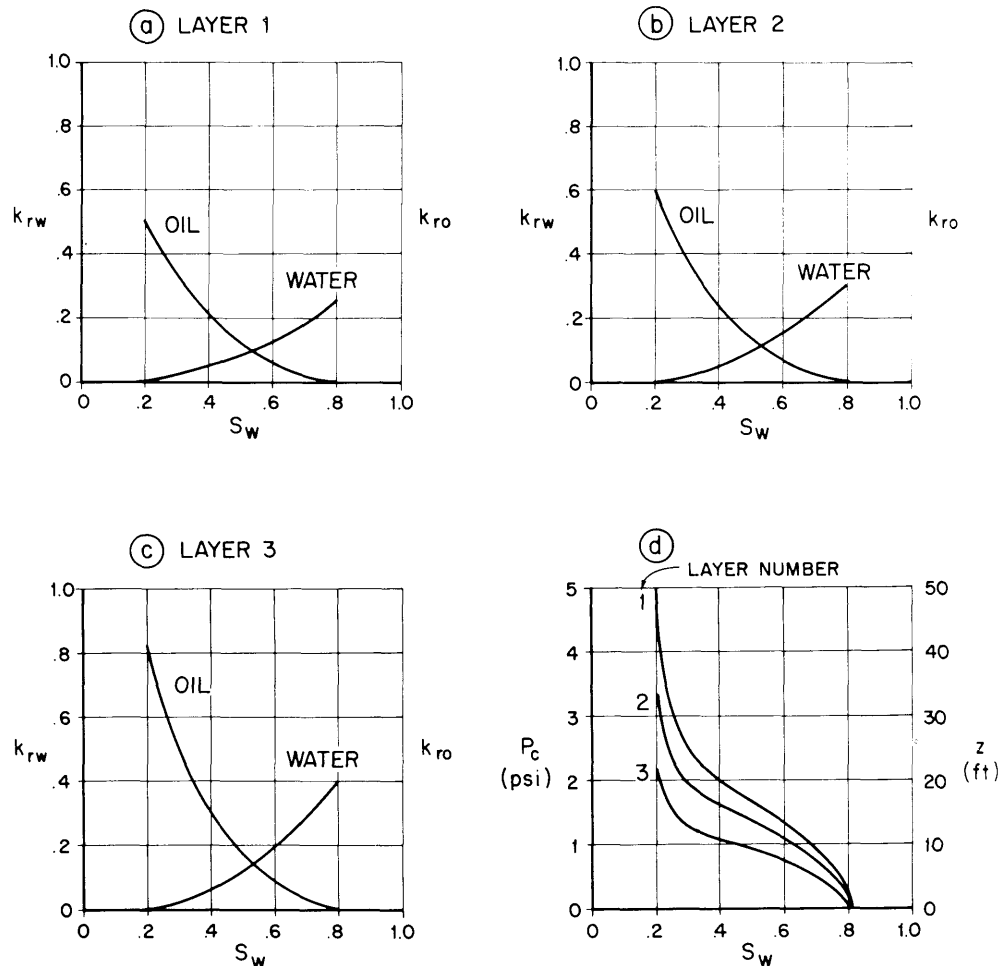 a LAYER 1
1.0
.8
.6
.4
.2
0
k_rw
k_ro
OIL
WATER
0 .2 .4 .6 .8 1.0
S_w
b LAYER 2
1.0
.8
.6
.4
.2
0
k_rw
k_ro
OIL
WATER
0 .2 .4 .6 .8 1.0
S_w
c LAYER 3
1.0
.8
.6
.4
.2
0
k_rw
k_ro
OIL
WATER
0 .2 .4 .6 .8 1.0
S_w
d
LAYER NUMBER
5
4
3
2
1
0
P_c
(psi)
1
2
3
50
40
30
20
10
0
z
(ft)
0 .2 .4 .6 .8 1.0
S_w